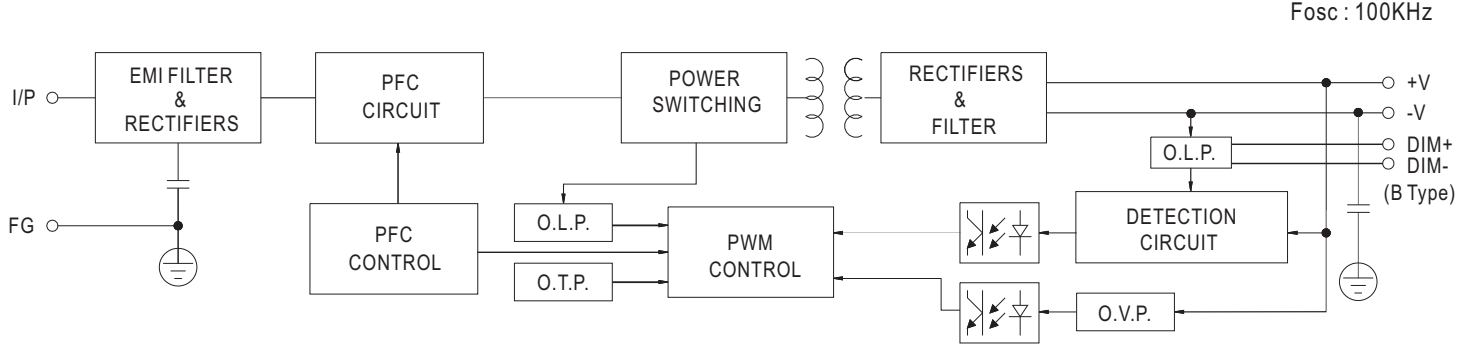 Fosc : 100KHz
I/P
EMI FILTER
&
RECTIFIERS
PFC
CIRCUIT
POWER
SWITCHING
RECTIFIERS
&
FILTER
+V
-V
DIM+
DIM-
(B Type)
O.L.P.
FG
PFC
CONTROL
O.L.P.
O.T.P.
PWM
CONTROL
DETECTION
CIRCUIT
O.V.P.